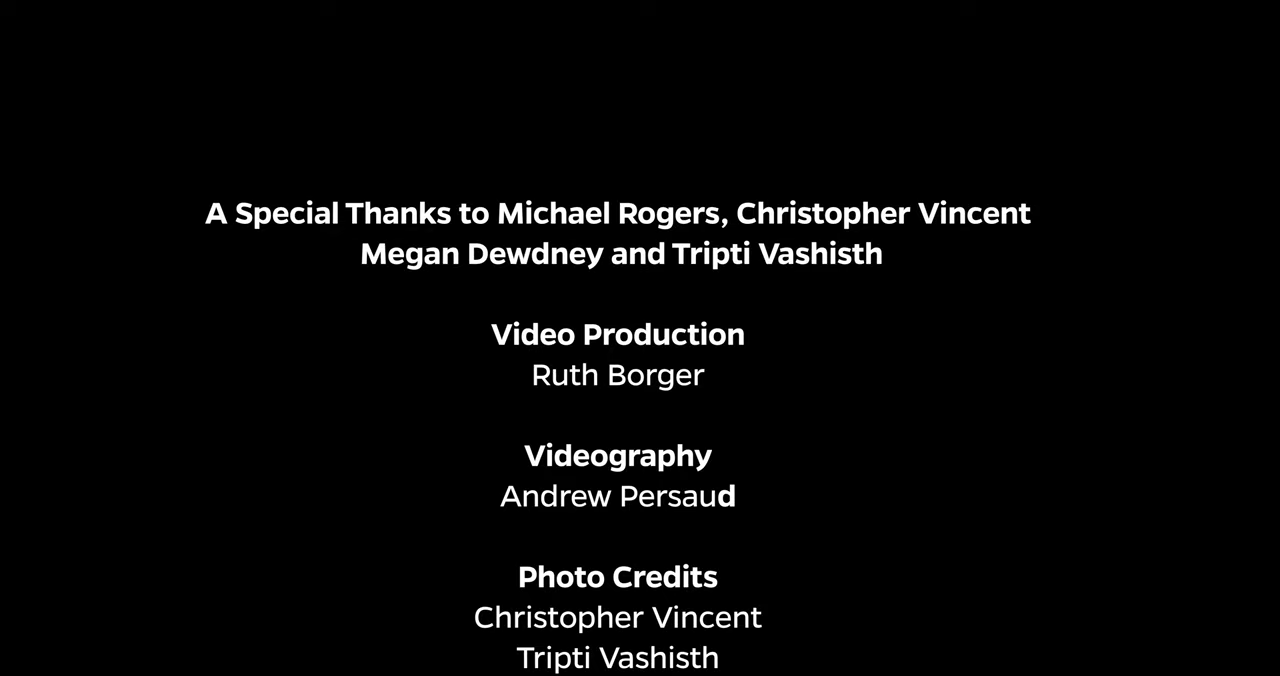 A Special Thanks to Michael Rogers, Christopher Vincent
Megan Dewdney and Tripti Vashisth
Video Production
Ruth Borger
Videography
Andrew Persaud
Photo Credits
Christopher Vincent
Tripti Vashisth